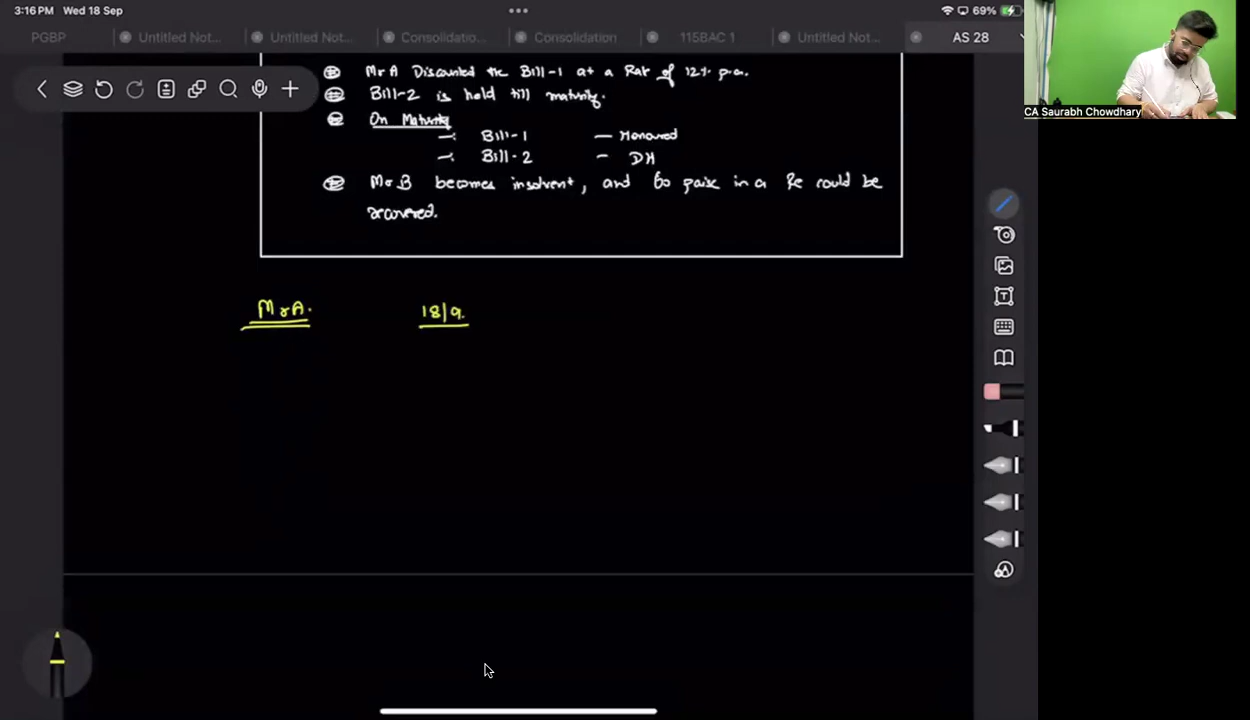 3:16 PM Wed 18 Sep
69%
PGBP
Untitled Not...
Untitled Not...
Consolidatio...
Consolidation
115BAC 1
Untitled Not...
AS 28
CA Saurabh Chowdhary
Mr A Discounted the Bill-1 at a Rat of 12% p.a.
Bill-2 is held till maturity.
On Maturity
Bill-1 — Honoured
Bill-2 — DH
Mr B becomes insolvent, and 60 paise in a Re could be
recovered.
Mr A. 18/9.